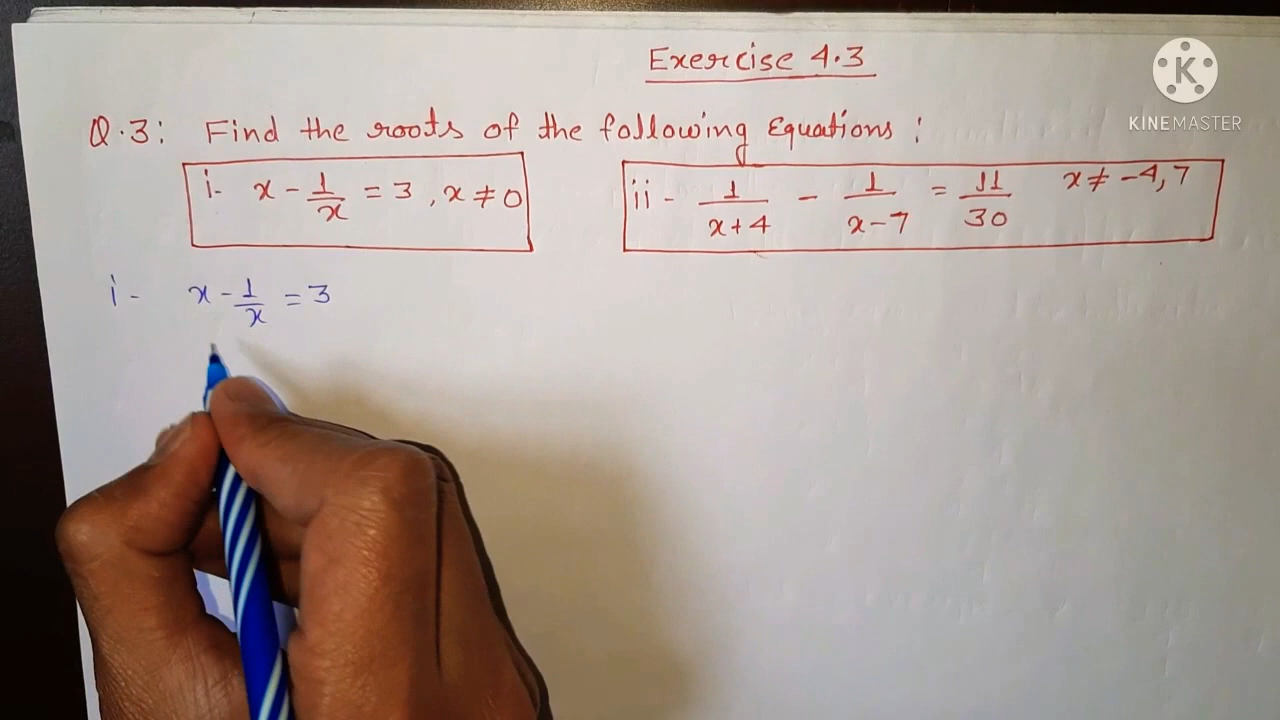 Exercise 4.3
K
KINEMASTER
Q.3: Find the roots of the following Equations :
i- x - 1/x = 3 , x ≠ 0
ii- 1/(x+4) - 1/(x-7) = 11/30 x ≠ -4, 7
i- x - 1/x = 3